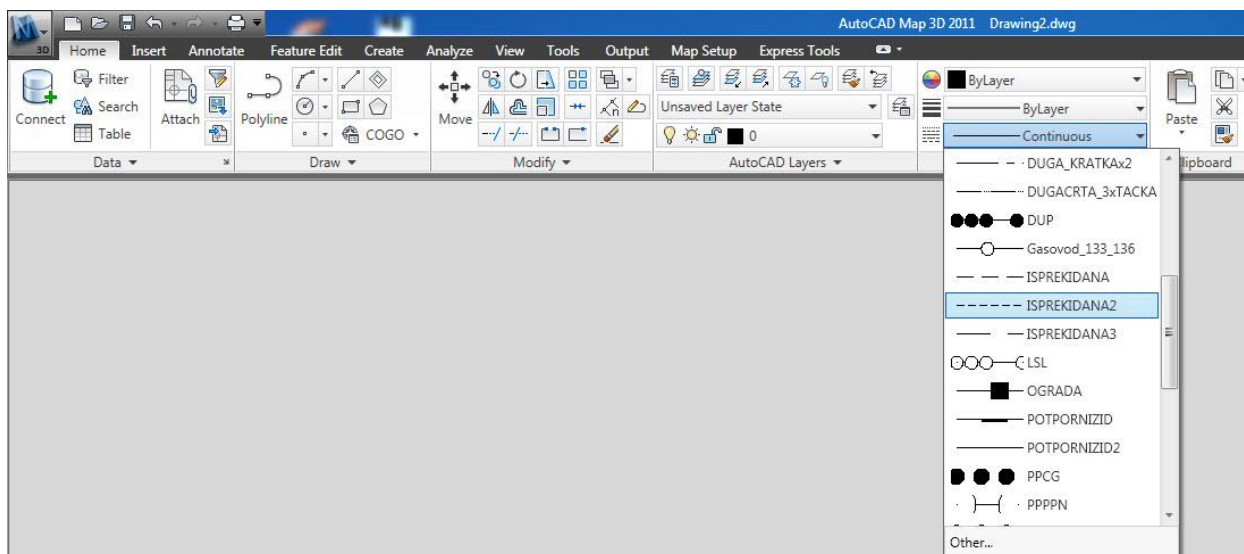 AutoCAD Map 3D 2011 Drawing2.dwg
3D
Home Insert Annotate Feature Edit Create Analyze View Tools Output Map Setup Express Tools
Filter
Search
Table
Connect
Attach
Polyline
COGO
Move
Unsaved Layer State
0
ByLayer
ByLayer
Continuous
Paste
Data Draw Modify AutoCAD Layers lipboard
DUGA_KRATKAx2
DUGACRTA_3xTACKA
DUP
Gasovod_133_136
ISPREKIDANA
ISPREKIDANA2
ISPREKIDANA3
LSL
OGRADA
POTPORNIZID
POTPORNIZID2
PPCG
PPPPN
Other...